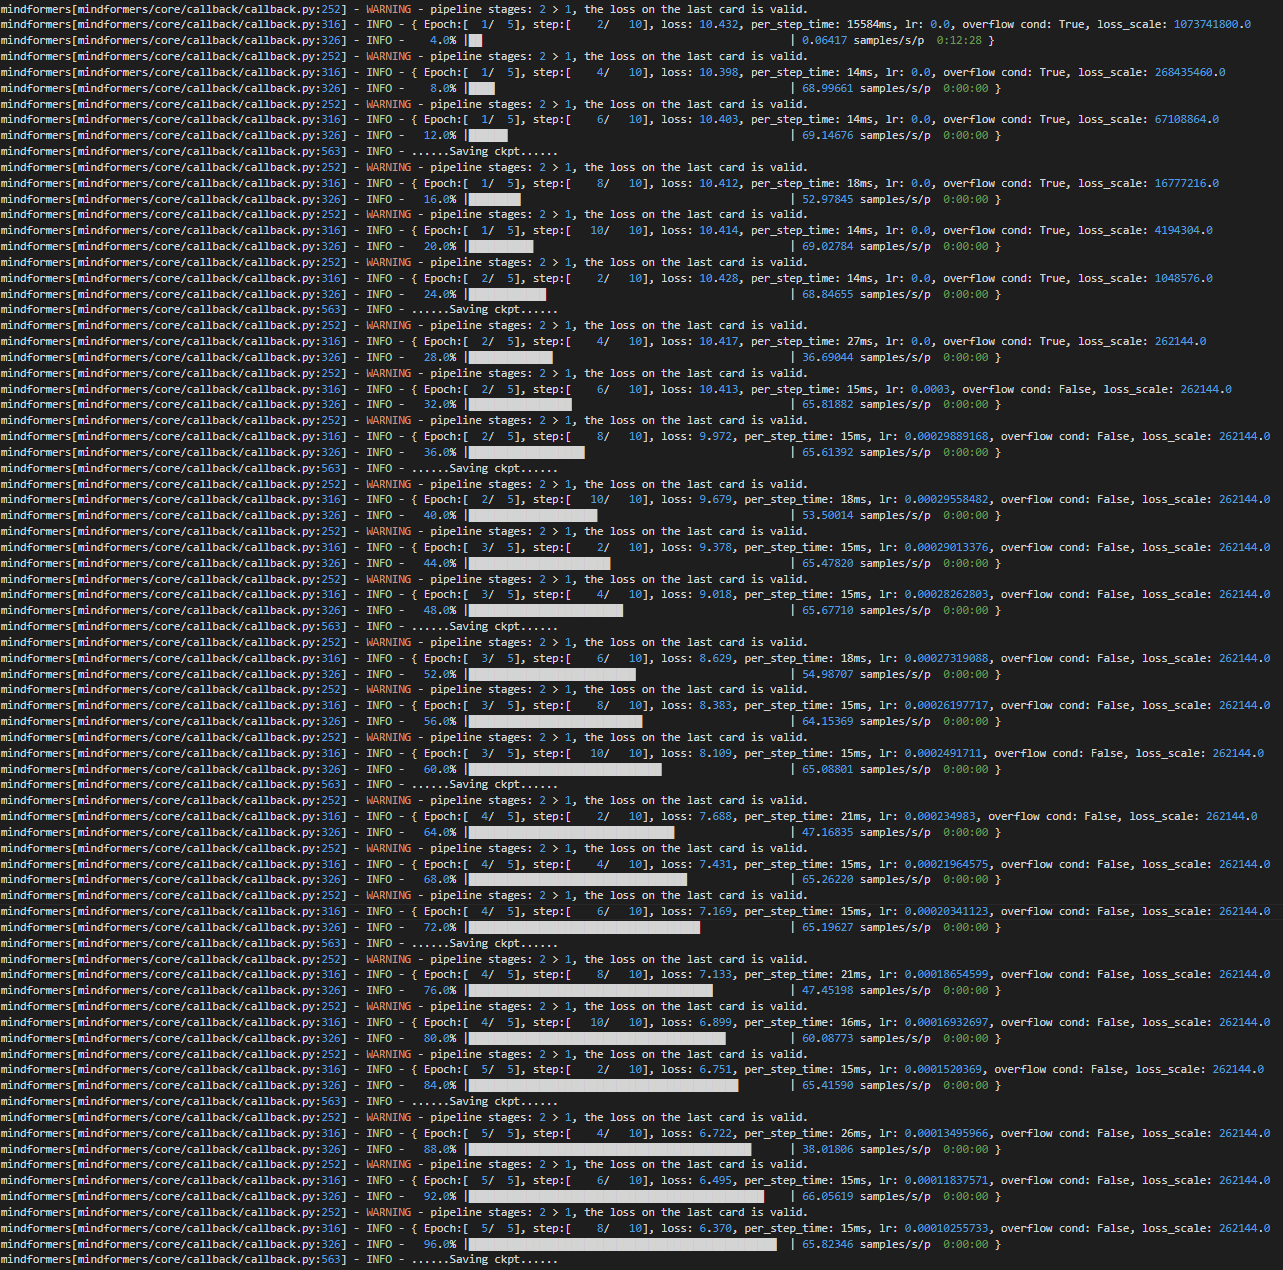 mindformers[mindformers/core/callback/callback.py:252] - WARNING - pipeline stages: 2 > 1, the loss on the last card is valid.
mindformers[mindformers/core/callback/callback.py:316] - INFO - { Epoch:[  1/  5], step:[    2/   10], loss: 10.432, per_step_time: 15584ms, lr: 0.0, overflow cond: True, loss_scale: 1073741800.0
mindformers[mindformers/core/callback/callback.py:326] - INFO -    4.0% |██ | 0.06417 samples/s/p  0:12:28 }
mindformers[mindformers/core/callback/callback.py:252] - WARNING - pipeline stages: 2 > 1, the loss on the last card is valid.
mindformers[mindformers/core/callback/callback.py:316] - INFO - { Epoch:[  1/  5], step:[    4/   10], loss: 10.398, per_step_time: 14ms, lr: 0.0, overflow cond: True, loss_scale: 268435460.0
mindformers[mindformers/core/callback/callback.py:326] - INFO -    8.0% |████ | 68.99661 samples/s/p  0:00:00 }
mindformers[mindformers/core/callback/callback.py:252] - WARNING - pipeline stages: 2 > 1, the loss on the last card is valid.
mindformers[mindformers/core/callback/callback.py:316] - INFO - { Epoch:[  1/  5], step:[    6/   10], loss: 10.403, per_step_time: 14ms, lr: 0.0, overflow cond: True, loss_scale: 67108864.0
mindformers[mindformers/core/callback/callback.py:326] - INFO -   12.0% |██████ | 69.14676 samples/s/p  0:00:00 }
mindformers[mindformers/core/callback/callback.py:563] - INFO - ......Saving ckpt......
mindformers[mindformers/core/callback/callback.py:252] - WARNING - pipeline stages: 2 > 1, the loss on the last card is valid.
mindformers[mindformers/core/callback/callback.py:316] - INFO - { Epoch:[  1/  5], step:[    8/   10], loss: 10.412, per_step_time: 18ms, lr: 0.0, overflow cond: True, loss_scale: 16777216.0
mindformers[mindformers/core/callback/callback.py:326] - INFO -   16.0% |████████ | 52.97845 samples/s/p  0:00:00 }
mindformers[mindformers/core/callback/callback.py:252] - WARNING - pipeline stages: 2 > 1, the loss on the last card is valid.
mindformers[mindformers/core/callback/callback.py:316] - INFO - { Epoch:[  1/  5], step:[   10/   10], loss: 10.414, per_step_time: 14ms, lr: 0.0, overflow cond: True, loss_scale: 4194304.0
mindformers[mindformers/core/callback/callback.py:326] - INFO -   20.0% |██████████ | 69.02784 samples/s/p  0:00:00 }
mindformers[mindformers/core/callback/callback.py:252] - WARNING - pipeline stages: 2 > 1, the loss on the last card is valid.
mindformers[mindformers/core/callback/callback.py:316] - INFO - { Epoch:[  2/  5], step:[    2/   10], loss: 10.428, per_step_time: 14ms, lr: 0.0, overflow cond: True, loss_scale: 1048576.0
mindformers[mindformers/core/callback/callback.py:326] - INFO -   24.0% |████████████ | 68.84655 samples/s/p  0:00:00 }
mindformers[mindformers/core/callback/callback.py:563] - INFO - ......Saving ckpt......
mindformers[mindformers/core/callback/callback.py:252] - WARNING - pipeline stages: 2 > 1, the loss on the last card is valid.
mindformers[mindformers/core/callback/callback.py:316] - INFO - { Epoch:[  2/  5], step:[    4/   10], loss: 10.417, per_step_time: 27ms, lr: 0.0, overflow cond: True, loss_scale: 262144.0
mindformers[mindformers/core/callback/callback.py:326] - INFO -   28.0% |█████████████ | 36.69044 samples/s/p  0:00:00 }
mindformers[mindformers/core/callback/callback.py:252] - WARNING - pipeline stages: 2 > 1, the loss on the last card is valid.
mindformers[mindformers/core/callback/callback.py:316] - INFO - { Epoch:[  2/  5], step:[    6/   10], loss: 10.413, per_step_time: 15ms, lr: 0.0003, overflow cond: False, loss_scale: 262144.0
mindformers[mindformers/core/callback/callback.py:326] - INFO -   32.0% |████████████████ | 65.81882 samples/s/p  0:00:00 }
mindformers[mindformers/core/callback/callback.py:252] - WARNING - pipeline stages: 2 > 1, the loss on the last card is valid.
mindformers[mindformers/core/callback/callback.py:316] - INFO - { Epoch:[  2/  5], step:[    8/   10], loss: 9.972, per_step_time: 15ms, lr: 0.00029889168, overflow cond: False, loss_scale: 262144.0
mindformers[mindformers/core/callback/callback.py:326] - INFO -   36.0% |██████████████████ | 65.61392 samples/s/p  0:00:00 }
mindformers[mindformers/core/callback/callback.py:563] - INFO - ......Saving ckpt......
mindformers[mindformers/core/callback/callback.py:252] - WARNING - pipeline stages: 2 > 1, the loss on the last card is valid.
mindformers[mindformers/core/callback/callback.py:316] - INFO - { Epoch:[  2/  5], step:[   10/   10], loss: 9.679, per_step_time: 18ms, lr: 0.00029558482, overflow cond: False, loss_scale: 262144.0
mindformers[mindformers/core/callback/callback.py:326] - INFO -   40.0% |████████████████████ | 53.50014 samples/s/p  0:00:00 }
mindformers[mindformers/core/callback/callback.py:252] - WARNING - pipeline stages: 2 > 1, the loss on the last card is valid.
mindformers[mindformers/core/callback/callback.py:316] - INFO - { Epoch:[  3/  5], step:[    2/   10], loss: 9.378, per_step_time: 15ms, lr: 0.00029013376, overflow cond: False, loss_scale: 262144.0
mindformers[mindformers/core/callback/callback.py:326] - INFO -   44.0% |██████████████████████ | 65.47820 samples/s/p  0:00:00 }
mindformers[mindformers/core/callback/callback.py:252] - WARNING - pipeline stages: 2 > 1, the loss on the last card is valid.
mindformers[mindformers/core/callback/callback.py:316] - INFO - { Epoch:[  3/  5], step:[    4/   10], loss: 9.018, per_step_time: 15ms, lr: 0.00028262803, overflow cond: False, loss_scale: 262144.0
mindformers[mindformers/core/callback/callback.py:326] - INFO -   48.0% |████████████████████████ | 65.67710 samples/s/p  0:00:00 }
mindformers[mindformers/core/callback/callback.py:563] - INFO - ......Saving ckpt......
mindformers[mindformers/core/callback/callback.py:252] - WARNING - pipeline stages: 2 > 1, the loss on the last card is valid.
mindformers[mindformers/core/callback/callback.py:316] - INFO - { Epoch:[  3/  5], step:[    6/   10], loss: 8.629, per_step_time: 18ms, lr: 0.00027319088, overflow cond: False, loss_scale: 262144.0
mindformers[mindformers/core/callback/callback.py:326] - INFO -   52.0% |██████████████████████████ | 54.98707 samples/s/p  0:00:00 }
mindformers[mindformers/core/callback/callback.py:252] - WARNING - pipeline stages: 2 > 1, the loss on the last card is valid.
mindformers[mindformers/core/callback/callback.py:316] - INFO - { Epoch:[  3/  5], step:[    8/   10], loss: 8.383, per_step_time: 15ms, lr: 0.00026197717, overflow cond: False, loss_scale: 262144.0
mindformers[mindformers/core/callback/callback.py:326] - INFO -   56.0% |███████████████████████████ | 64.15369 samples/s/p  0:00:00 }
mindformers[mindformers/core/callback/callback.py:252] - WARNING - pipeline stages: 2 > 1, the loss on the last card is valid.
mindformers[mindformers/core/callback/callback.py:316] - INFO - { Epoch:[  3/  5], step:[   10/   10], loss: 8.109, per_step_time: 15ms, lr: 0.0002491711, overflow cond: False, loss_scale: 262144.0
mindformers[mindformers/core/callback/callback.py:326] - INFO -   60.0% |██████████████████████████████ | 65.08801 samples/s/p  0:00:00 }
mindformers[mindformers/core/callback/callback.py:563] - INFO - ......Saving ckpt......
mindformers[mindformers/core/callback/callback.py:252] - WARNING - pipeline stages: 2 > 1, the loss on the last card is valid.
mindformers[mindformers/core/callback/callback.py:316] - INFO - { Epoch:[  4/  5], step:[    2/   10], loss: 7.688, per_step_time: 21ms, lr: 0.000234983, overflow cond: False, loss_scale: 262144.0
mindformers[mindformers/core/callback/callback.py:326] - INFO -   64.0% |████████████████████████████████ | 47.16835 samples/s/p  0:00:00 }
mindformers[mindformers/core/callback/callback.py:252] - WARNING - pipeline stages: 2 > 1, the loss on the last card is valid.
mindformers[mindformers/core/callback/callback.py:316] - INFO - { Epoch:[  4/  5], step:[    4/   10], loss: 7.431, per_step_time: 15ms, lr: 0.00021964575, overflow cond: False, loss_scale: 262144.0
mindformers[mindformers/core/callback/callback.py:326] - INFO -   68.0% |██████████████████████████████████ | 65.26220 samples/s/p  0:00:00 }
mindformers[mindformers/core/callback/callback.py:252] - WARNING - pipeline stages: 2 > 1, the loss on the last card is valid.
mindformers[mindformers/core/callback/callback.py:316] - INFO - { Epoch:[  4/  5], step:[    6/   10], loss: 7.169, per_step_time: 15ms, lr: 0.00020341123, overflow cond: False, loss_scale: 262144.0
mindformers[mindformers/core/callback/callback.py:326] - INFO -   72.0% |████████████████████████████████████ | 65.19627 samples/s/p  0:00:00 }
mindformers[mindformers/core/callback/callback.py:563] - INFO - ......Saving ckpt......
mindformers[mindformers/core/callback/callback.py:252] - WARNING - pipeline stages: 2 > 1, the loss on the last card is valid.
mindformers[mindformers/core/callback/callback.py:316] - INFO - { Epoch:[  4/  5], step:[    8/   10], loss: 7.133, per_step_time: 21ms, lr: 0.00018654599, overflow cond: False, loss_scale: 262144.0
mindformers[mindformers/core/callback/callback.py:326] - INFO -   76.0% |██████████████████████████████████████ | 47.45198 samples/s/p  0:00:00 }
mindformers[mindformers/core/callback/callback.py:252] - WARNING - pipeline stages: 2 > 1, the loss on the last card is valid.
mindformers[mindformers/core/callback/callback.py:316] - INFO - { Epoch:[  4/  5], step:[   10/   10], loss: 6.899, per_step_time: 16ms, lr: 0.00016932697, overflow cond: False, loss_scale: 262144.0
mindformers[mindformers/core/callback/callback.py:326] - INFO -   80.0% |████████████████████████████████████████ | 60.08773 samples/s/p  0:00:00 }
mindformers[mindformers/core/callback/callback.py:252] - WARNING - pipeline stages: 2 > 1, the loss on the last card is valid.
mindformers[mindformers/core/callback/callback.py:316] - INFO - { Epoch:[  5/  5], step:[    2/   10], loss: 6.751, per_step_time: 15ms, lr: 0.0001520369, overflow cond: False, loss_scale: 262144.0
mindformers[mindformers/core/callback/callback.py:326] - INFO -   84.0% |██████████████████████████████████████████ | 65.41590 samples/s/p  0:00:00 }
mindformers[mindformers/core/callback/callback.py:563] - INFO - ......Saving ckpt......
mindformers[mindformers/core/callback/callback.py:252] - WARNING - pipeline stages: 2 > 1, the loss on the last card is valid.
mindformers[mindformers/core/callback/callback.py:316] - INFO - { Epoch:[  5/  5], step:[    4/   10], loss: 6.722, per_step_time: 26ms, lr: 0.00013495966, overflow cond: False, loss_scale: 262144.0
mindformers[mindformers/core/callback/callback.py:326] - INFO -   88.0% |████████████████████████████████████████████ | 38.01806 samples/s/p  0:00:00 }
mindformers[mindformers/core/callback/callback.py:252] - WARNING - pipeline stages: 2 > 1, the loss on the last card is valid.
mindformers[mindformers/core/callback/callback.py:316] - INFO - { Epoch:[  5/  5], step:[    6/   10], loss: 6.495, per_step_time: 15ms, lr: 0.00011837571, overflow cond: False, loss_scale: 262144.0
mindformers[mindformers/core/callback/callback.py:326] - INFO -   92.0% |██████████████████████████████████████████████ | 66.05619 samples/s/p  0:00:00 }
mindformers[mindformers/core/callback/callback.py:252] - WARNING - pipeline stages: 2 > 1, the loss on the last card is valid.
mindformers[mindformers/core/callback/callback.py:316] - INFO - { Epoch:[  5/  5], step:[    8/   10], loss: 6.370, per_step_time: 15ms, lr: 0.00010255733, overflow cond: False, loss_scale: 262144.0
mindformers[mindformers/core/callback/callback.py:326] - INFO -   96.0% |████████████████████████████████████████████████ | 65.82346 samples/s/p  0:00:00 }
mindformers[mindformers/core/callback/callback.py:563] - INFO - ......Saving ckpt......